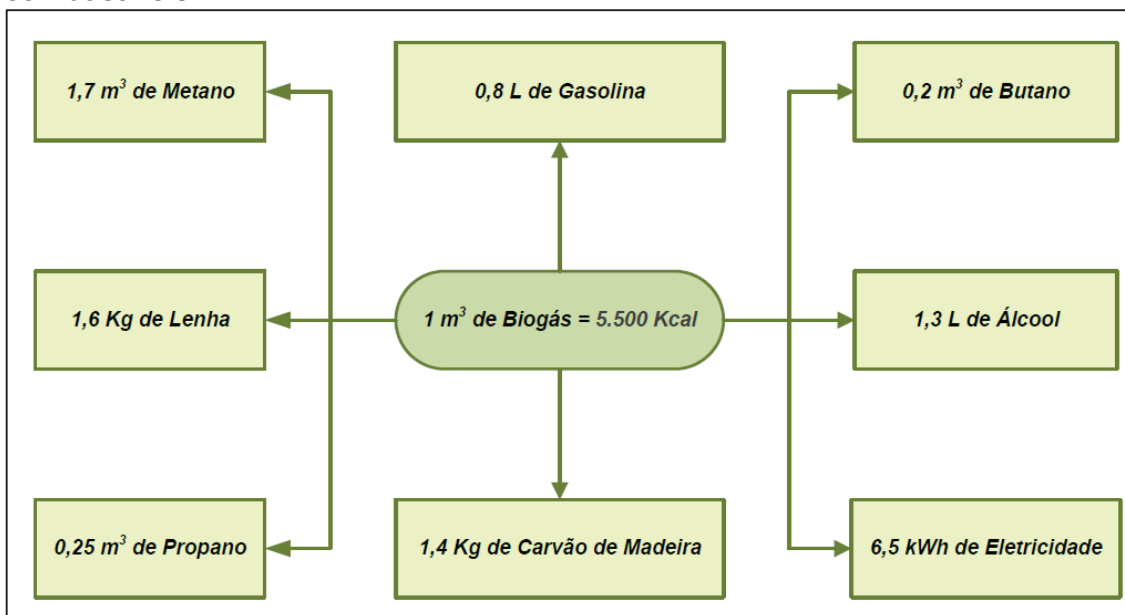 1,7 m³ de Metano
0,8 L de Gasolina
0,2 m³ de Butano
1,6 Kg de Lenha
1 m³ de Biogás = 5.500 Kcal
1,3 L de Álcool
0,25 m³ de Propano
1,4 Kg de Carvão de Madeira
6,5 kWh de Eletricidade